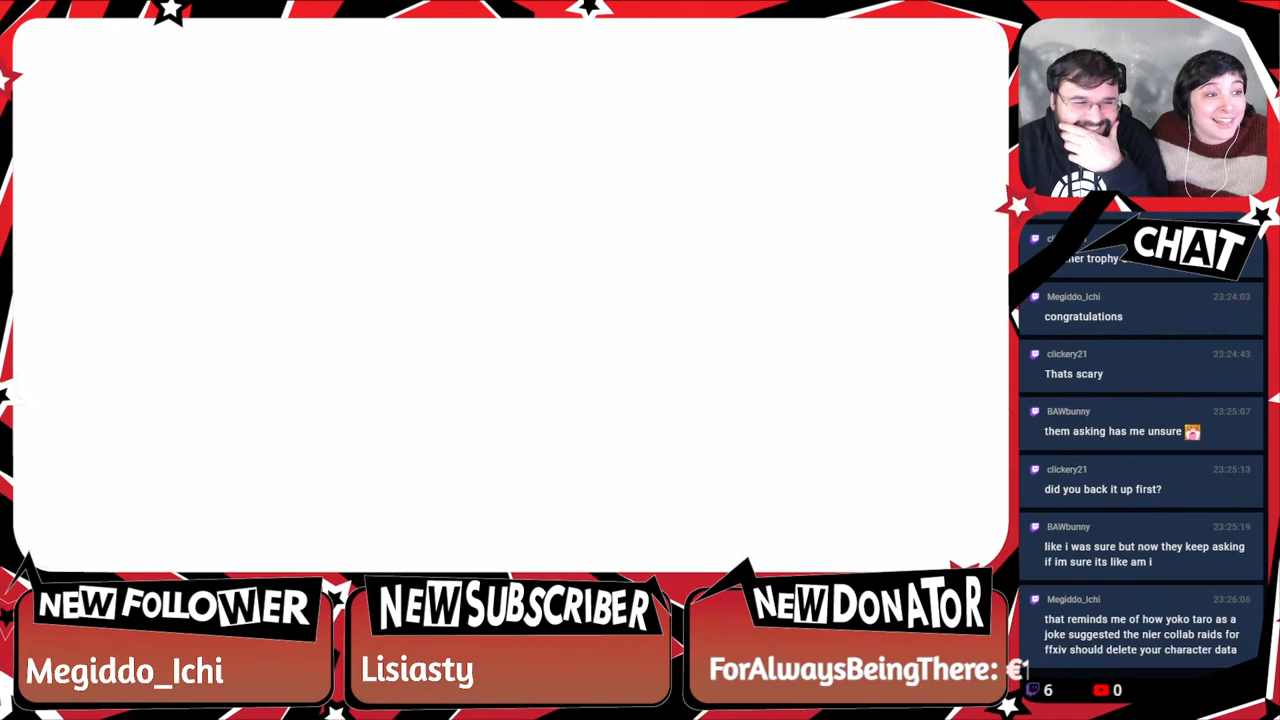 CHAT
Megiddo_Ichi 23:24:03
congratulations
clickery21 23:24:43
Thats scary
BAWbunny 23:25:07
them asking has me unsure
clickery21 23:25:13
did you back it up first?
BAWbunny 23:25:19
like i was sure but now they keep asking
if im sure its like am i
Megiddo_Ichi 23:26:06
that reminds me of how yoko taro as a
joke suggested the nier collab raids for
ffxiv should delete your character data
6 0
NEW FOLLOWER
Megiddo_Ichi
NEW SUBSCRIBER
Lisiasty
NEW DONATOR
ForAlwaysBeingThere: €1